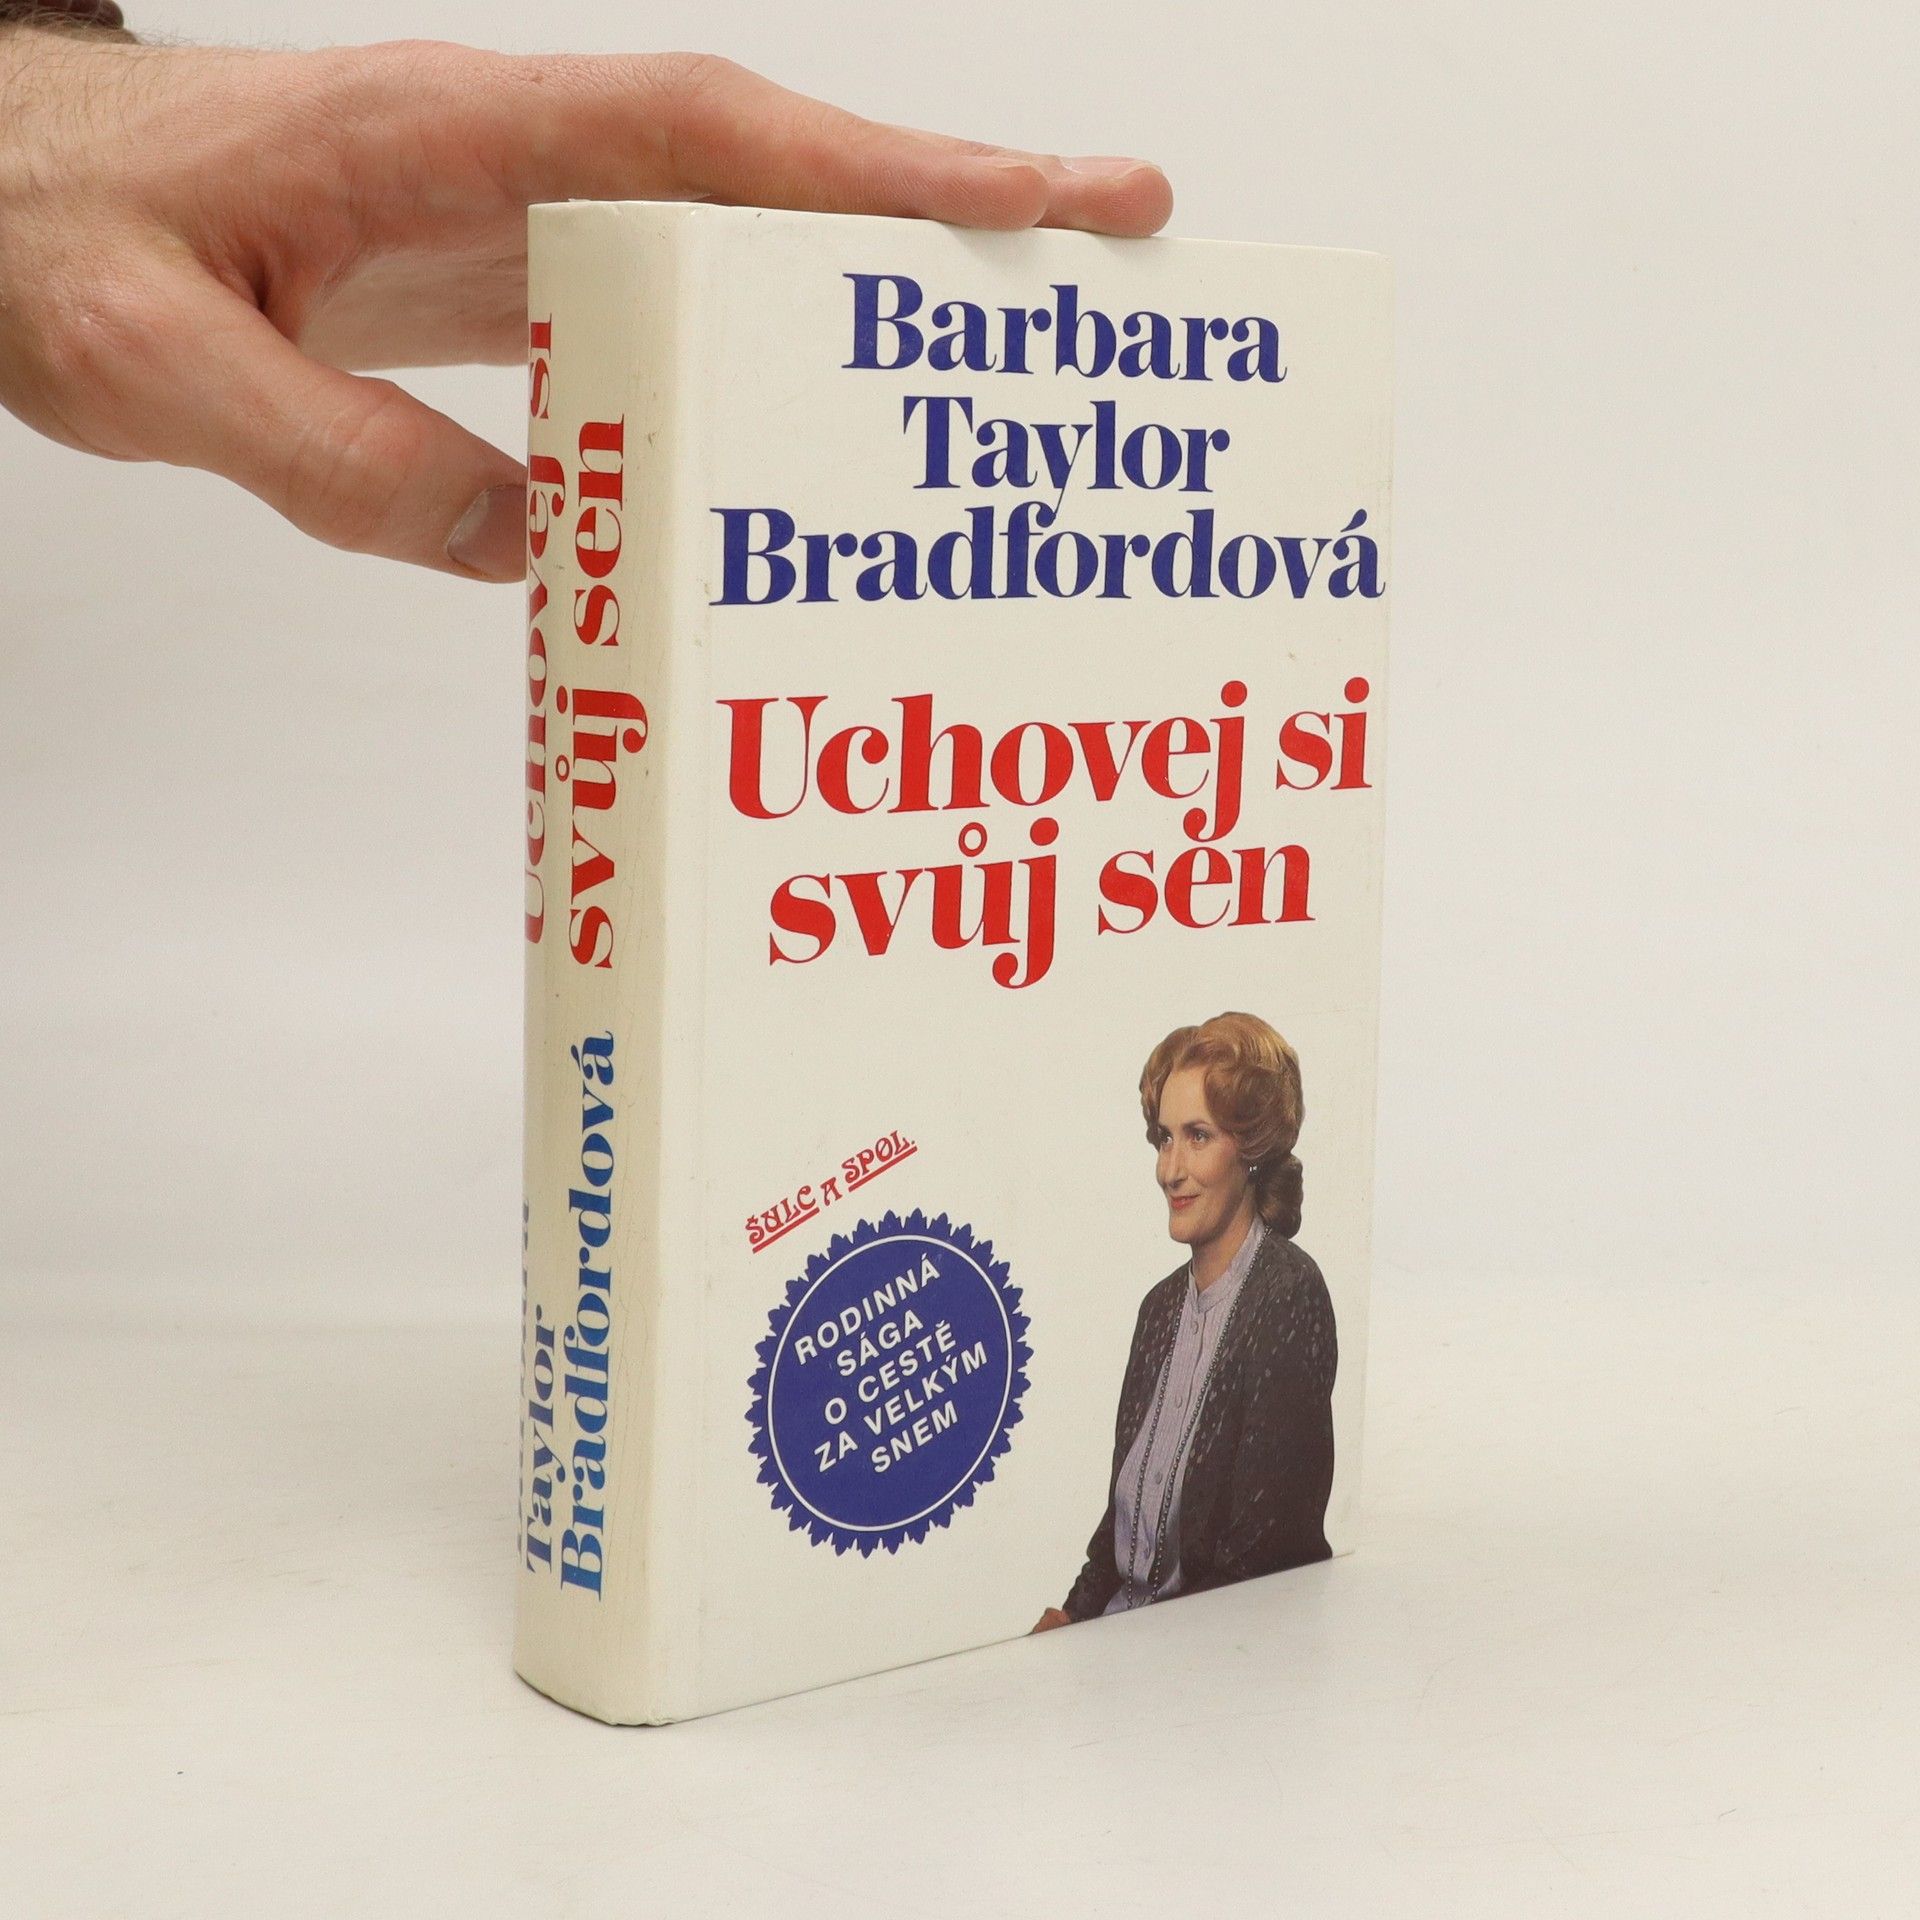 Barbara
Taylor
Bradfordová
Uchovej si
svůj sen
ŠULC A SPOL.
RODINNÁ
SÁGA
O CESTĚ
ZA VELKÝM
SNEM
Uchovej si
svůj sen
Taylor
Bradfordová